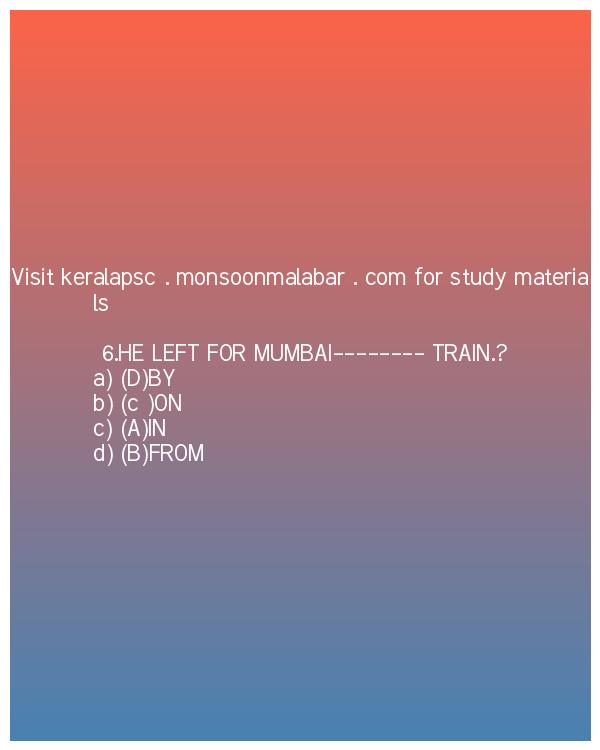 Visit keralapsc . monsoonmalabar . com for study materia
ls
6.HE LEFT FOR MUMBAI-------- TRAIN.?
a) (D)BY
b) (c )ON
c) (A)IN
d) (B)FROM